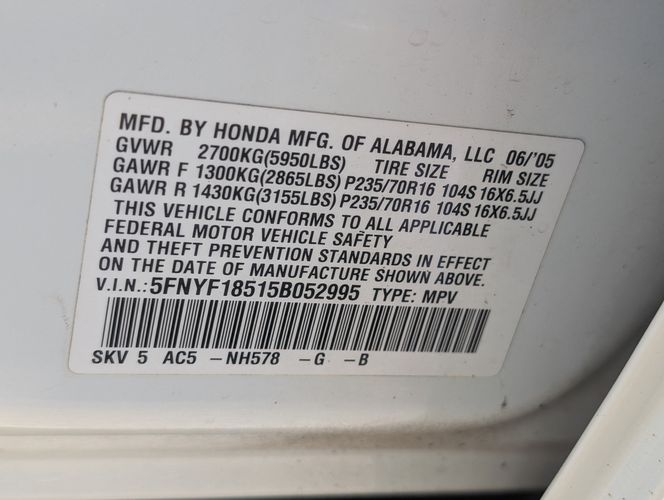 MFD. BY HONDA MFG. OF ALABAMA, LLC 06/'05
GVWR 2700KG(5950LBS) TIRE SIZE RIM SIZE
GAWR F 1300KG(2865LBS) P235/70R16 104S 16X6.5JJ
GAWR R 1430KG(3155LBS) P235/70R16 104S 16X6.5JJ
THIS VEHICLE CONFORMS TO ALL APPLICABLE
FEDERAL MOTOR VEHICLE SAFETY
AND THEFT PREVENTION STANDARDS IN EFFECT
ON THE DATE OF MANUFACTURE SHOWN ABOVE.
V.I.N.: 5FNYF18515B052995 TYPE: MPV
SKV 5 AC5 -NH578 -G -B